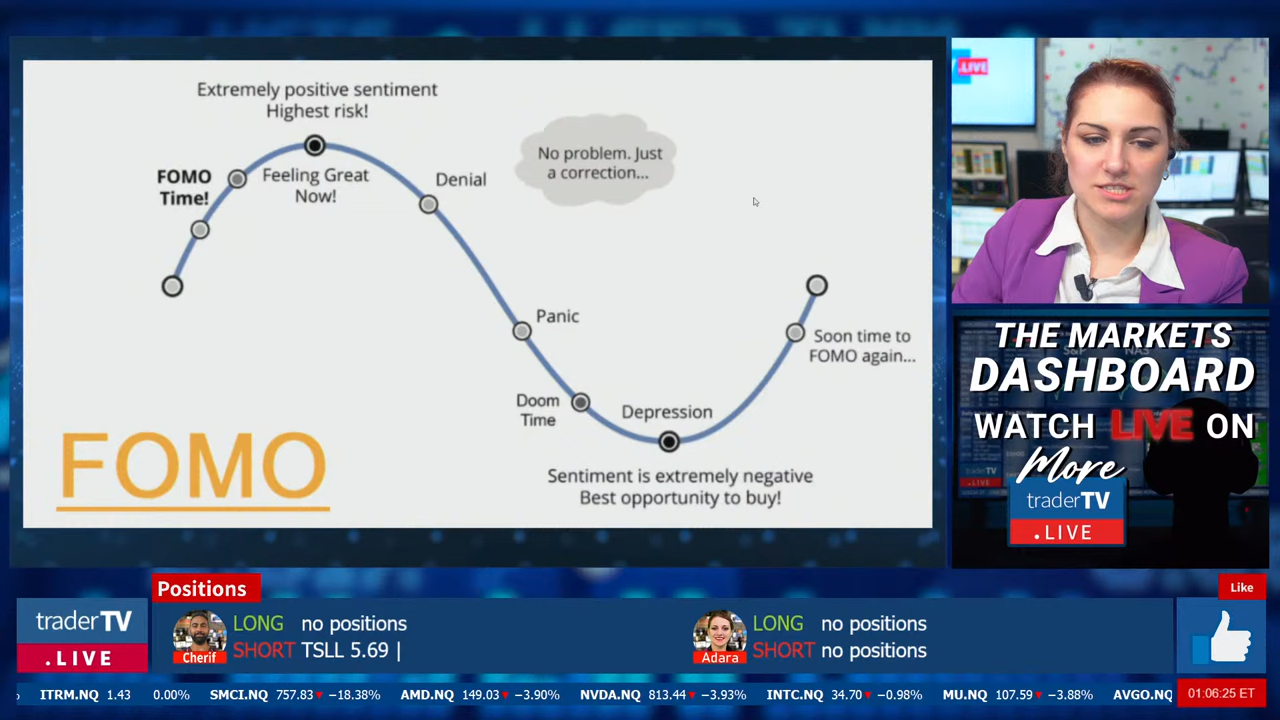 Extremely positive sentiment
Highest risk!
FOMO
Time!
Feeling Great
Now!
Denial
No problem. Just
a correction...
Panic
Doom
Time
Depression
Soon time to
FOMO again...
Sentiment is extremely negative
Best opportunity to buy!
FOMO
.LIVE
THE MARKETS
DASHBOARD
WATCH LIVE ON
More
traderTV
.LIVE
Positions
Like
traderTV
.LIVE
Cherif
LONG no positions
SHORT TSLL 5.69 |
Adara
LONG no positions
SHORT no positions
ITRM.NQ 1.43 0.00% SMCI.NQ 757.83▼ -18.38% AMD.NQ 149.03▼ -3.90% NVDA.NQ 813.44▼ -3.93% INTC.NQ 34.70▼ -0.98% MU.NQ 107.59▼ -3.88% AVGO.NQ
01:06:25 ET